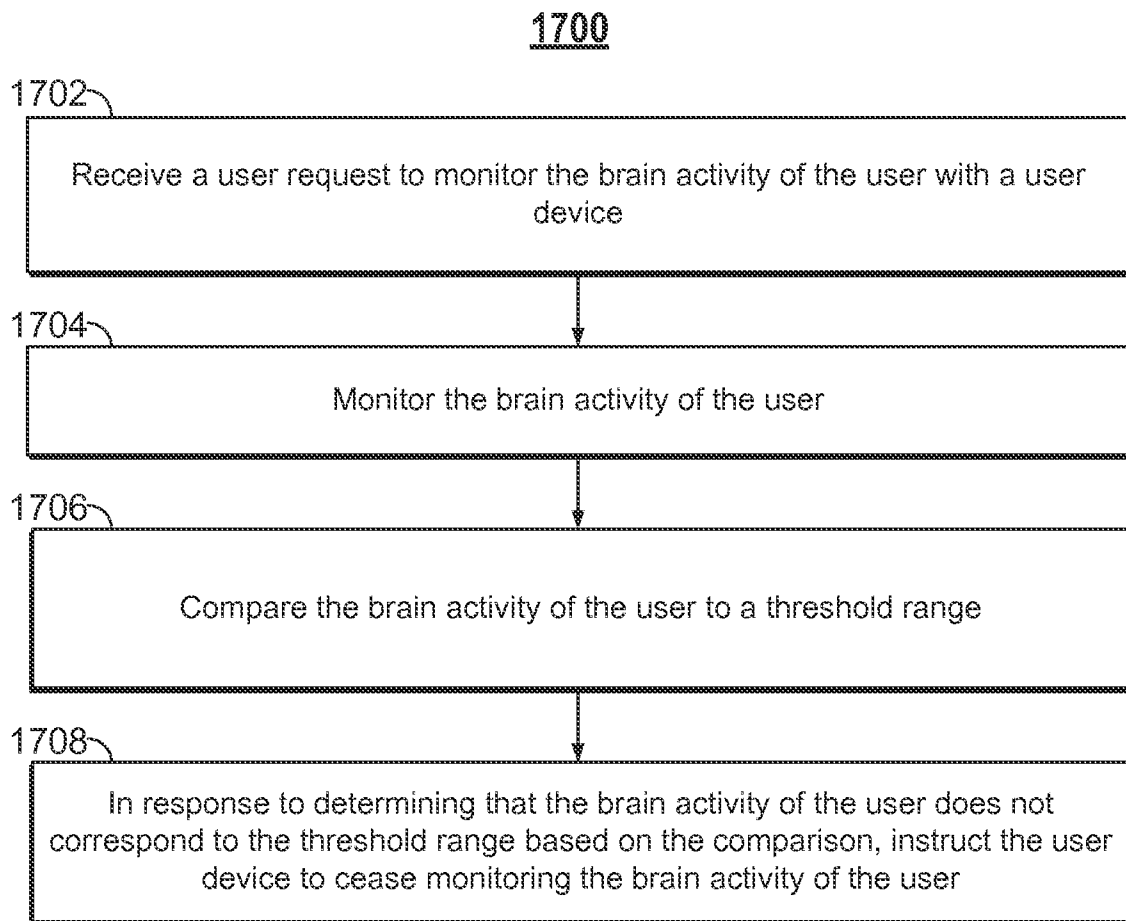 1700
1702
Receive a user request to monitor the brain activity of the user with a user
device
1704
Monitor the brain activity of the user
1706
Compare the brain activity of the user to a threshold range
1708
In response to determining that the brain activity of the user does not
correspond to the threshold range based on the comparison, instruct the user
device to cease monitoring the brain activity of the user